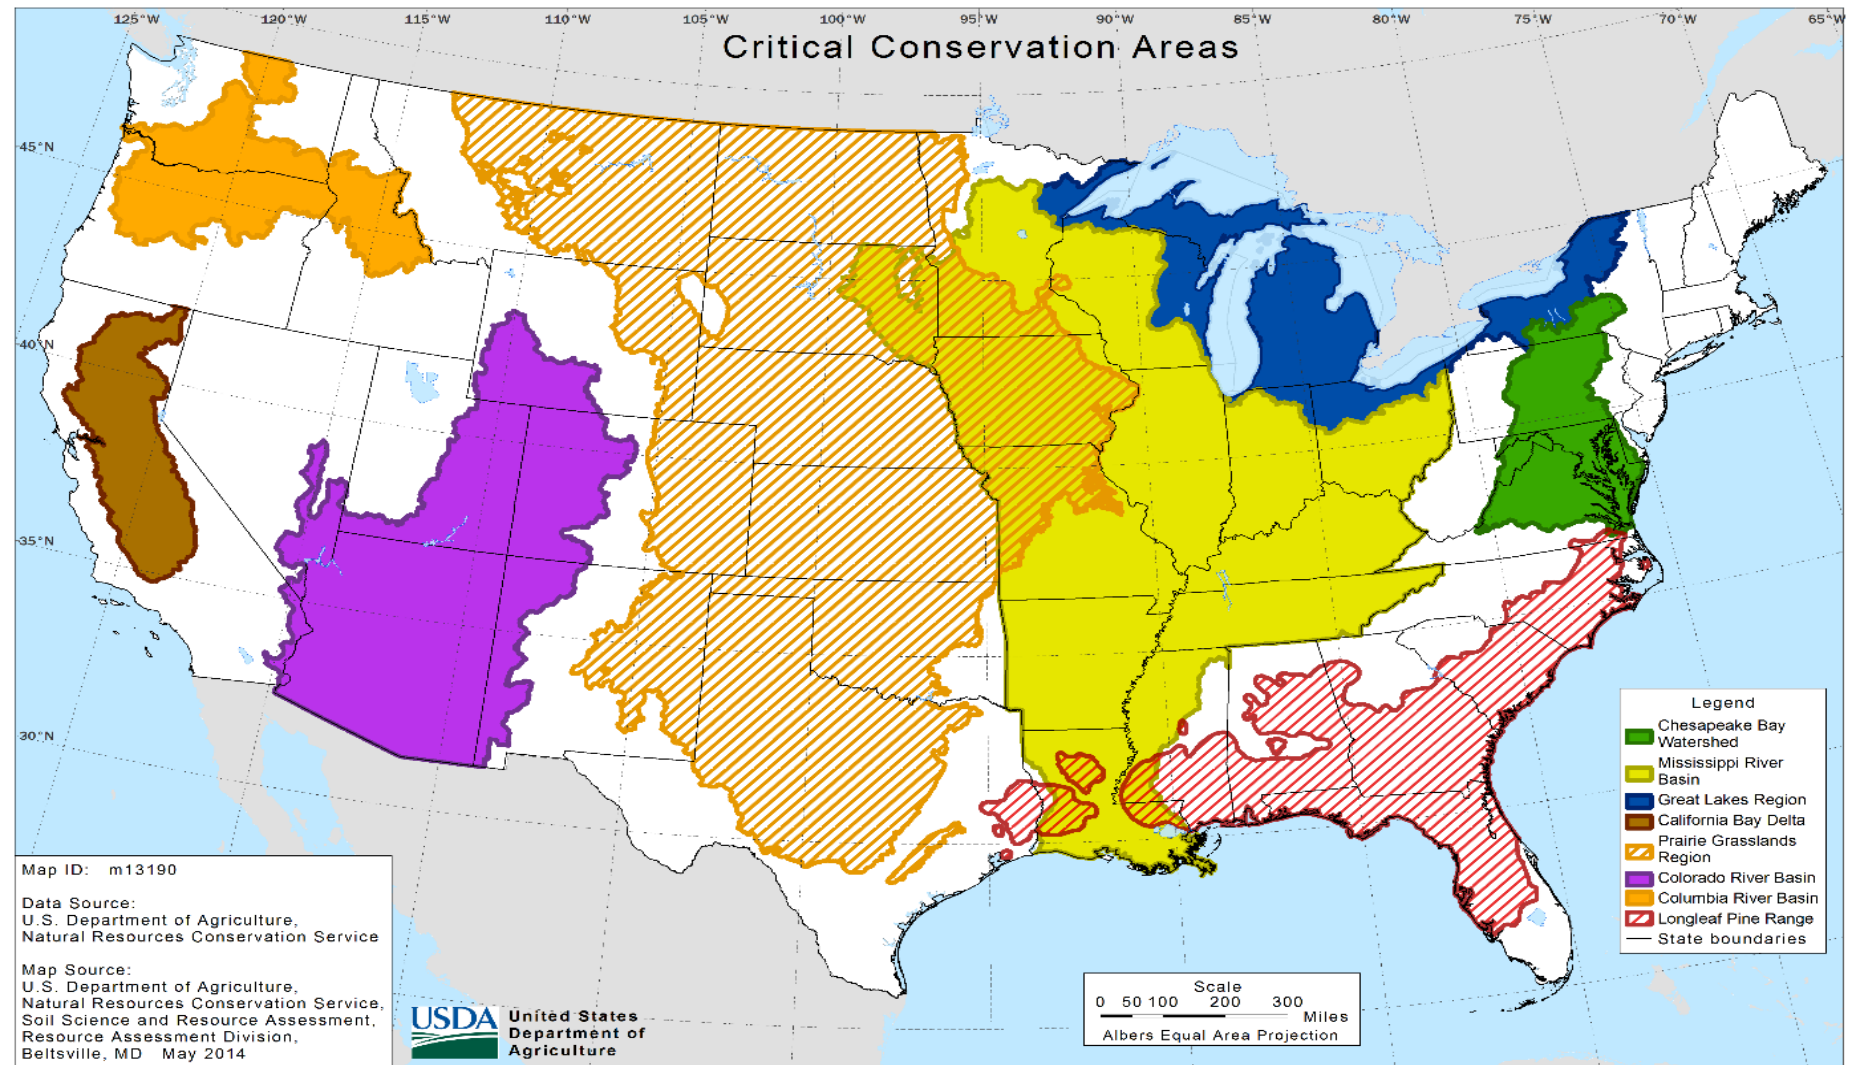 125°W 120°W 115°W 110°W 105°W 100°W 95°W 90°W 85°W 80°W 75°W 70°W 65°W
Critical Conservation Areas
45°N
40°N
35°N
30°N
Legend
Chesapeake Bay
Watershed
Mississippi River
Basin
Great Lakes Region
California Bay Delta
Prairie Grasslands
Region
Colorado River Basin
Columbia River Basin
Longleaf Pine Range
State boundaries
Map ID: m13190
Data Source:
U.S. Department of Agriculture,
Natural Resources Conservation Service
Map Source:
U.S. Department of Agriculture,
Natural Resources Conservation Service,
Soil Science and Resource Assessment,
Resource Assessment Division,
Beltsville, MD May 2014
USDA
United States
Department of
Agriculture
Scale
0 50 100 200 300
Miles
Albers Equal Area Projection